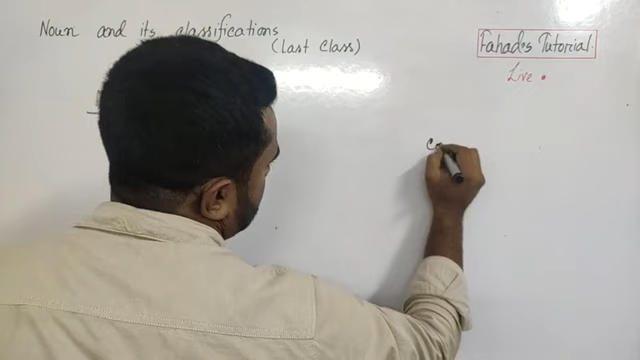 Noun and its classifications
(Last Class)
Fahad's Tutorial.
Live